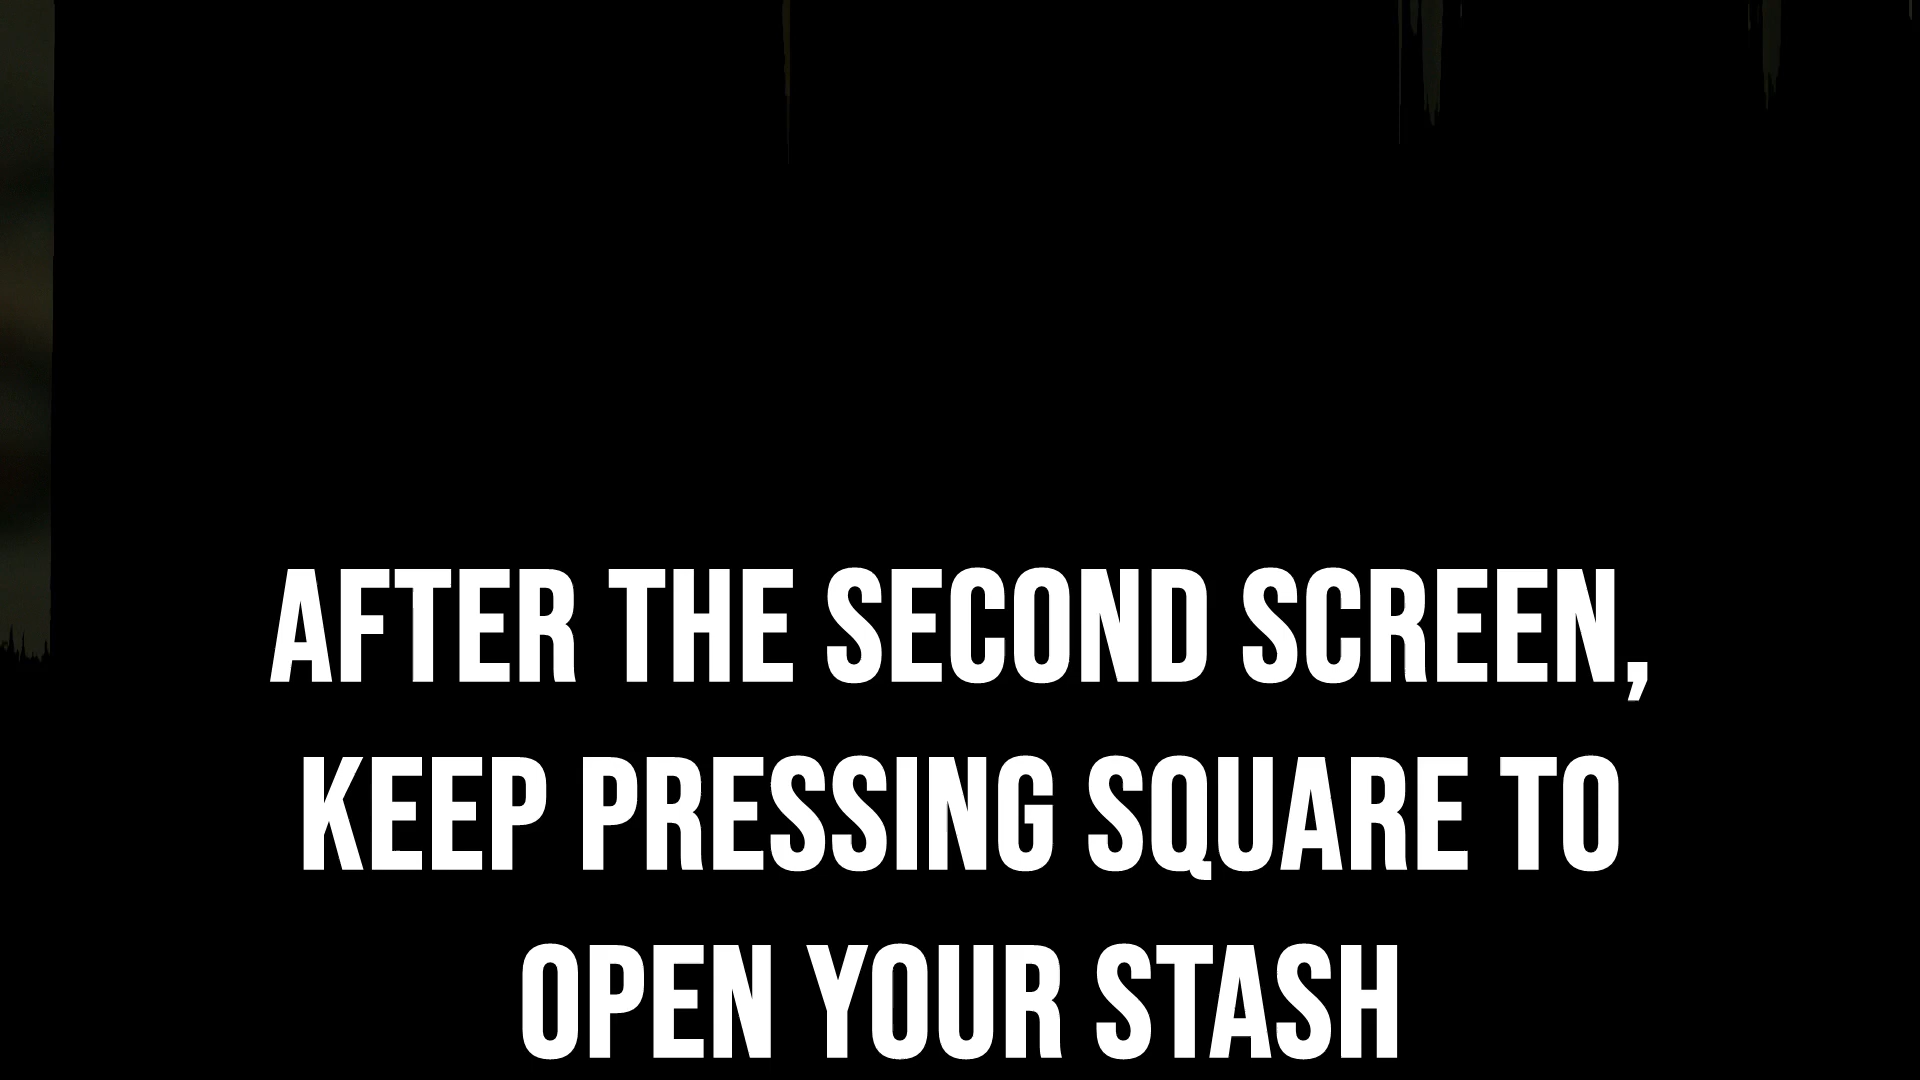 AFTER THE SECOND SCREEN,
KEEP PRESSING SQUARE TO
OPEN YOUR STASH